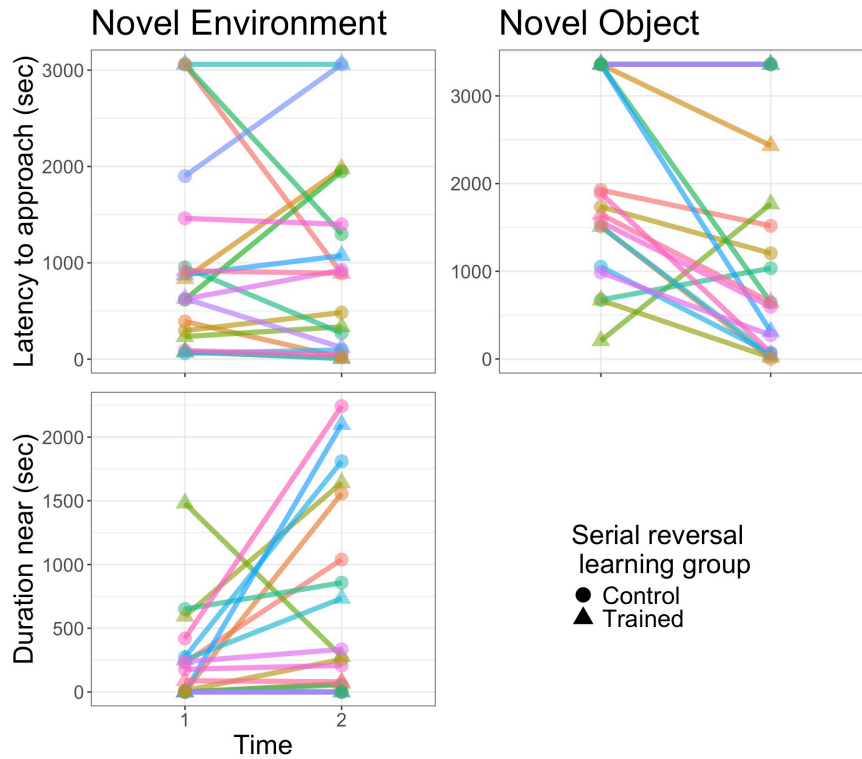 Novel Environment
Novel Object
Latency to approach (sec)
3000
2000
1000
0
3000
2000
1000
0
Duration near (sec)
2000
1500
1000
500
0
1
2
Time
Serial reversal
learning group
Control
Trained